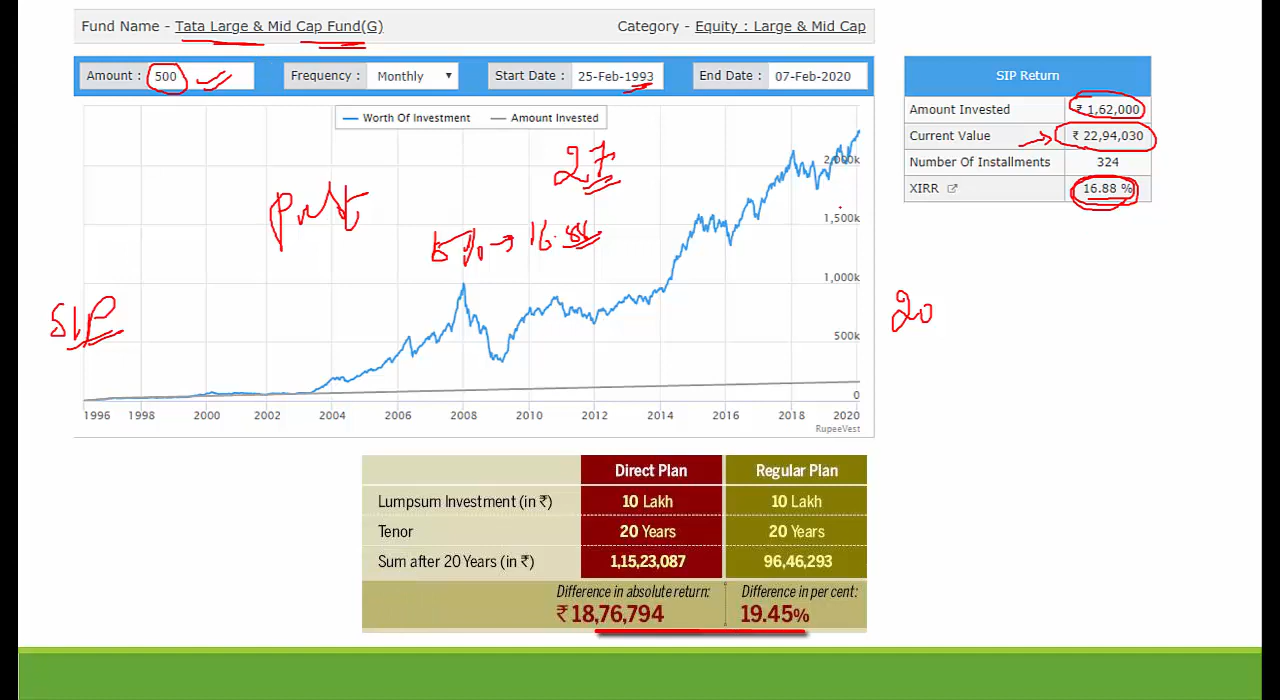 Fund Name - Tata Large & Mid Cap Fund(G) Category - Equity : Large & Mid Cap
Amount : 500 Frequency : Monthly Start Date : 25-Feb-1993 End Date : 07-Feb-2020
SIP Return
Amount Invested ₹ 1,62,000
Current Value ₹ 22,94,030
Number Of Installments 324
XIRR 16.88 %
Worth Of Investment Amount Invested
27
2,000k
1,500k
16.88
1,000k
SIP
20
500k
0
1996 1998 2000 2002 2004 2006 2008 2010 2012 2014 2016 2018 2020
RupeeVest
Direct Plan Regular Plan
Lumpsum Investment (in ₹) 10 Lakh 10 Lakh
Tenor 20 Years 20 Years
Sum after 20 Years (in ₹) 1,15,23,087 96,46,293
Difference in absolute return: Difference in per cent:
₹18,76,794 19.45%